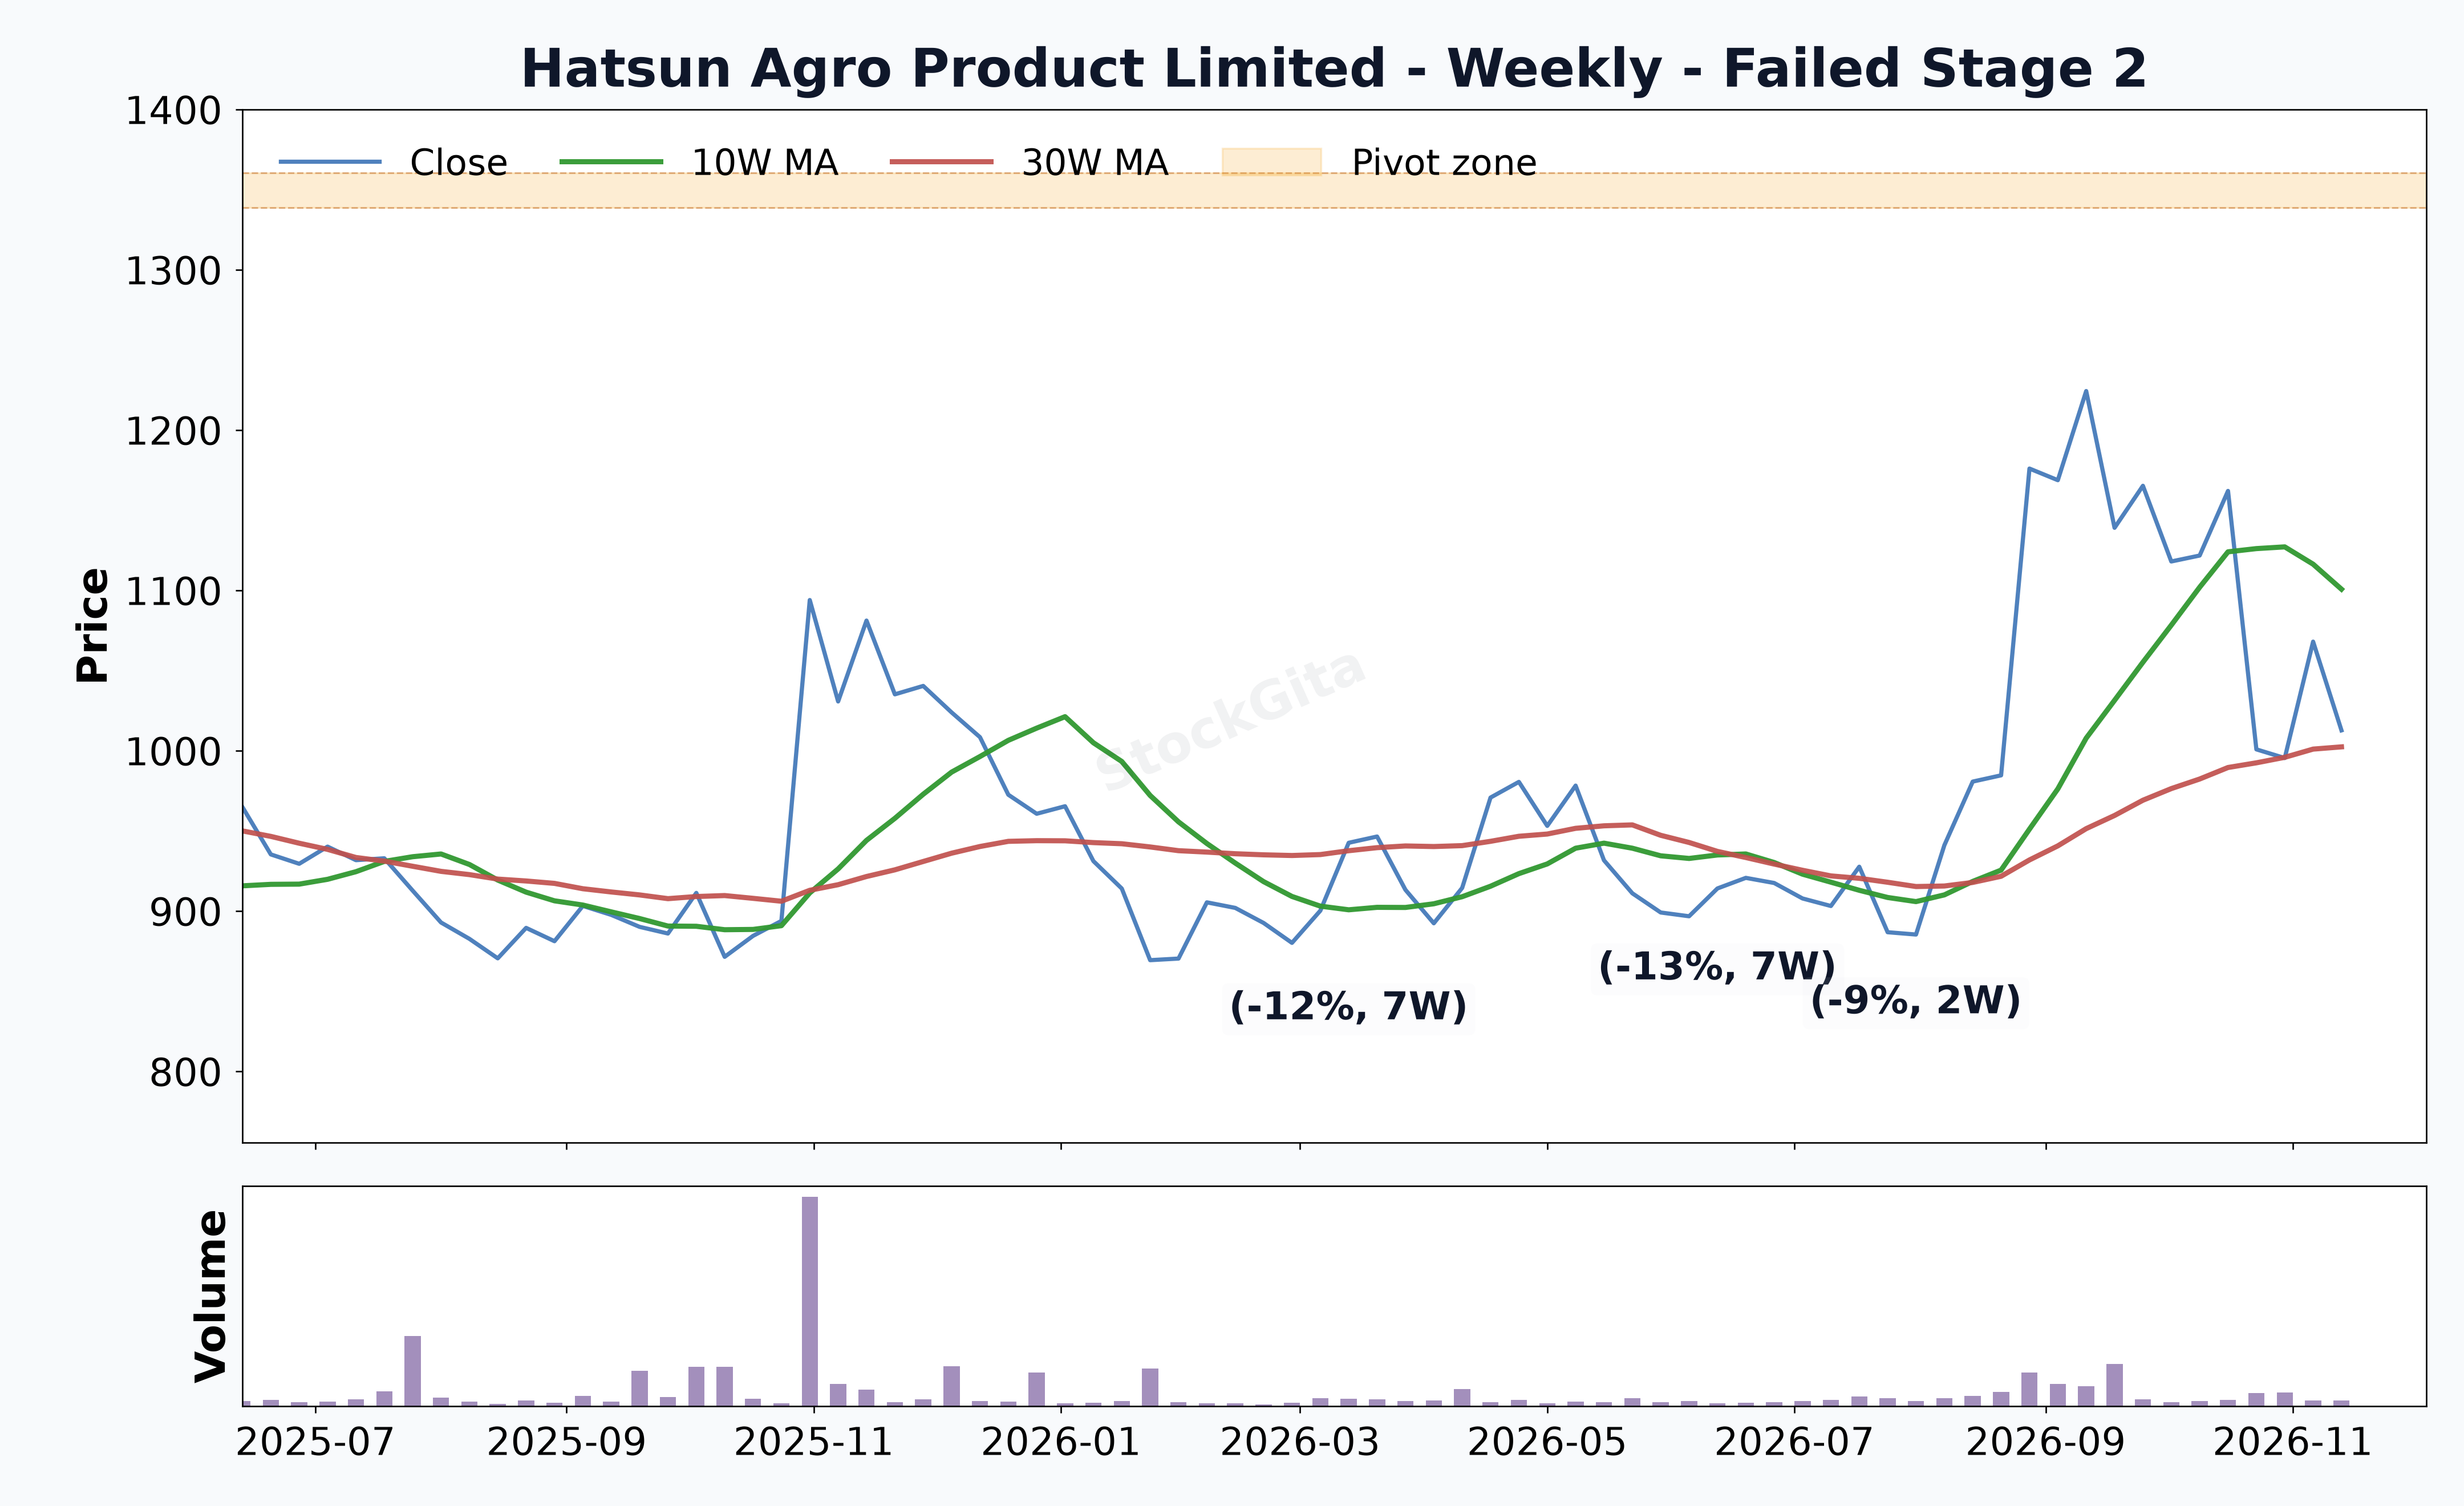 Hatsun Agro Product Limited - Weekly - Failed Stage 2
1400
1300
1200
1100
1000
900
800
Price
Close
10W MA
30W MA
Pivot zone
StockGita
(-12%, 7W)
(-13%, 7W)
(-9%, 2W)
Volume
2025-07
2025-09
2025-11
2026-01
2026-03
2026-05
2026-07
2026-09
2026-11